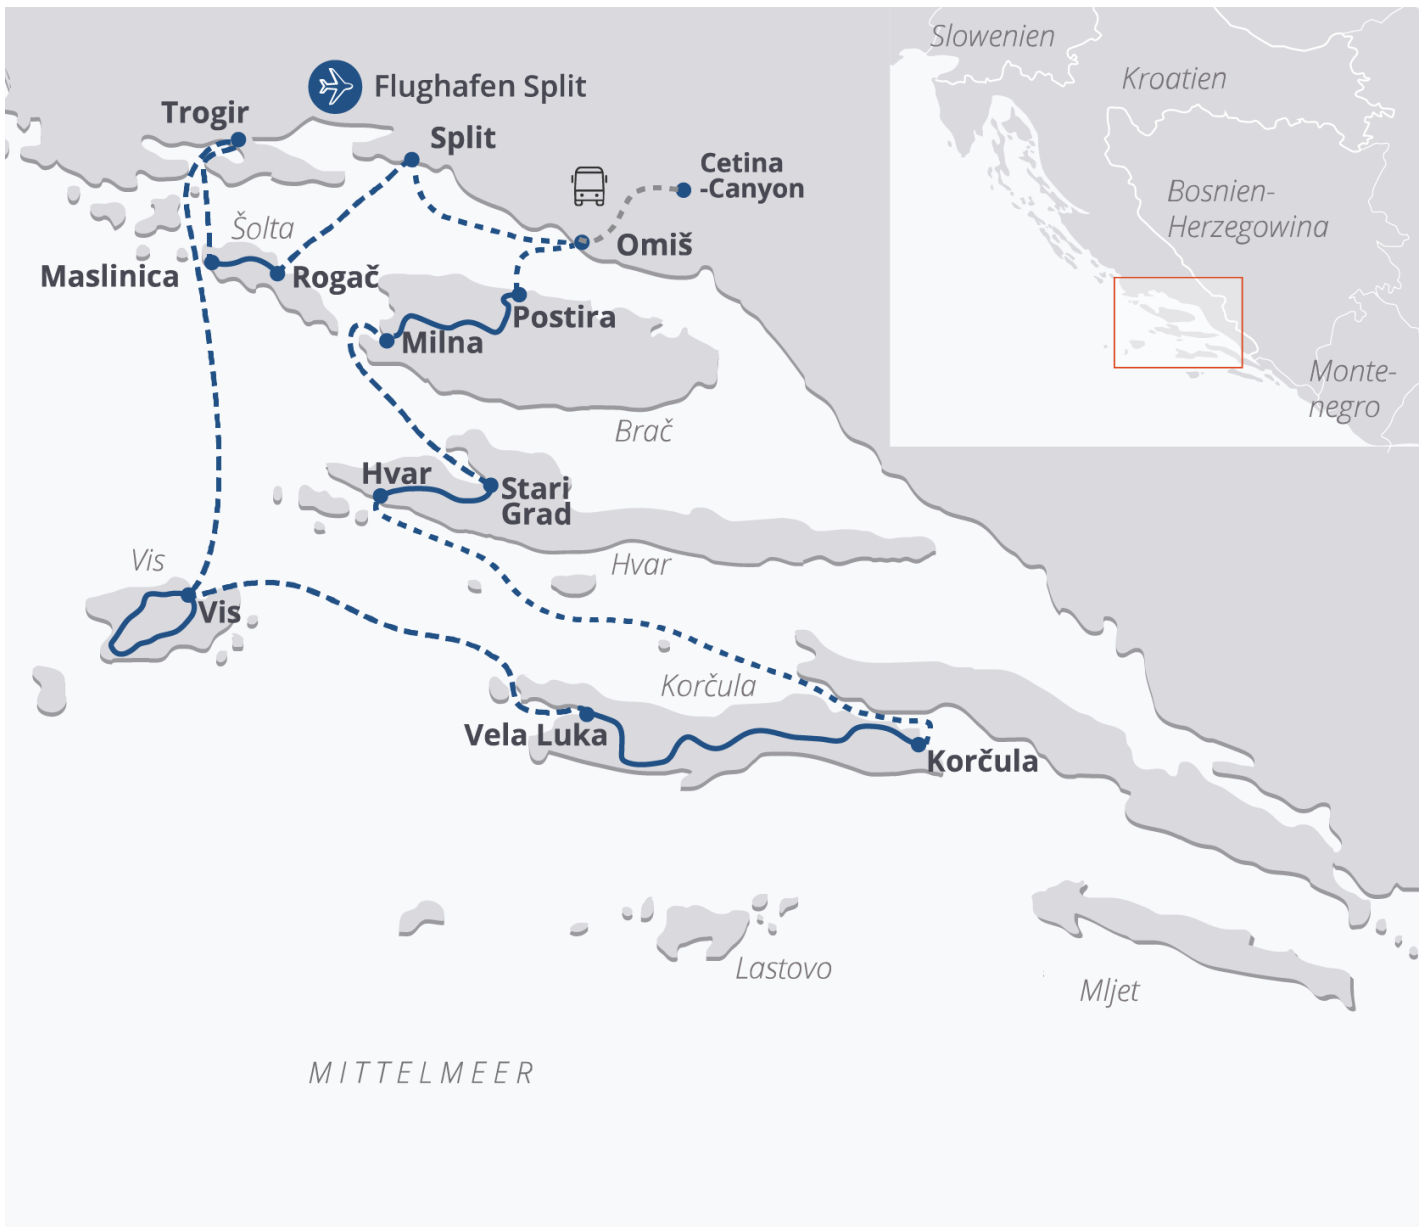 Slowenien
Kroatien
Flughafen Split
Trogir
Split
Cetina
-Canyon
Bosnien-
Herzegowina
Šolta
Omiš
Maslinica
Rogač
Postira
Milna
Monte-
negro
Brač
Hvar
Stari
Grad
Hvar
Vis
Vis
Korčula
Vela Luka
Korčula
Lastovo
Mljet
MITTELMEER